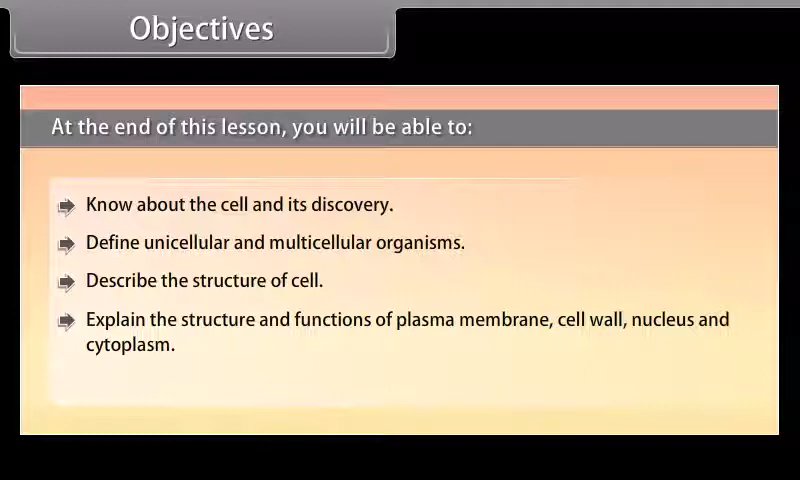 Objectives
At the end of this lesson, you will be able to:
Know about the cell and its discovery.
Define unicellular and multicellular organisms.
Describe the structure of cell.
Explain the structure and functions of plasma membrane, cell wall, nucleus and
cytoplasm.